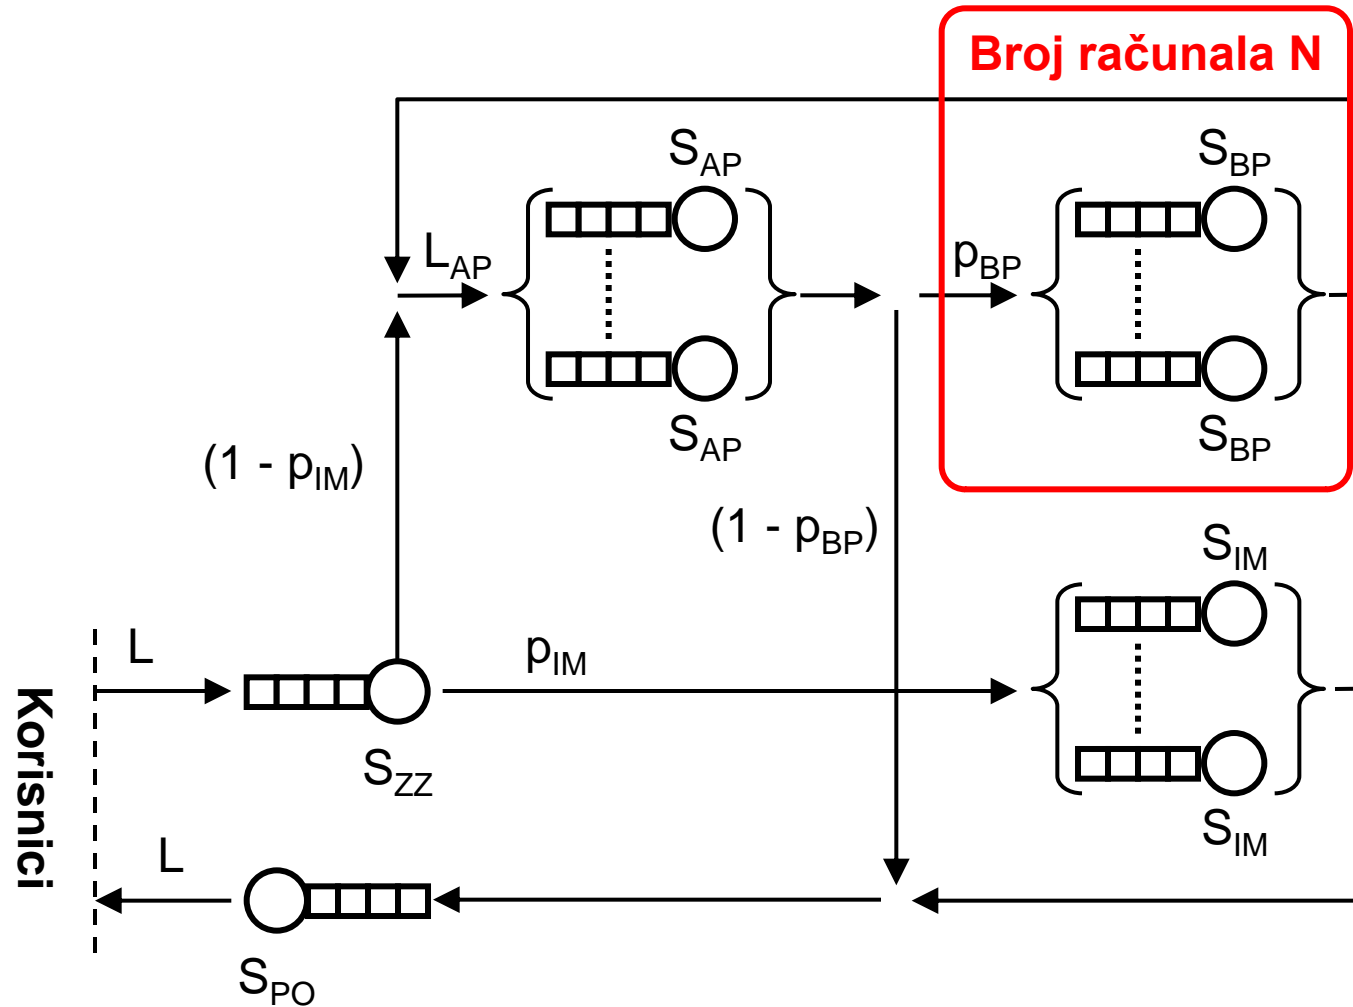 Broj računala N
S_AP
S_BP
L_AP
p_BP
S_AP
S_BP
(1 - p_IM)
(1 - p_BP)
S_IM
L
p_IM
Korisnici
S_ZZ
S_IM
L
S_PO